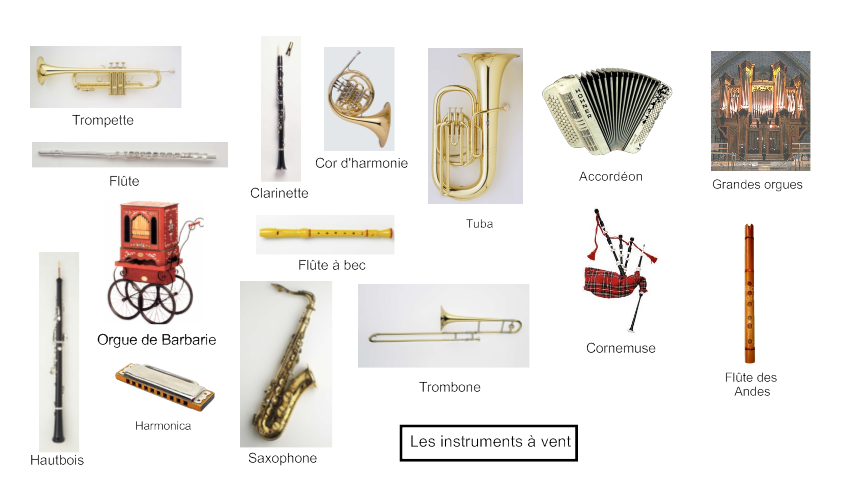 Trompette
Flûte
Clarinette
Cor d'harmonie
Tuba
Accordéon
Grandes orgues
Flûte à bec
Orgue de Barbarie
Harmonica
Hautbois
Saxophone
Trombone
Cornemuse
Flûte des
Andes
Les instruments à vent